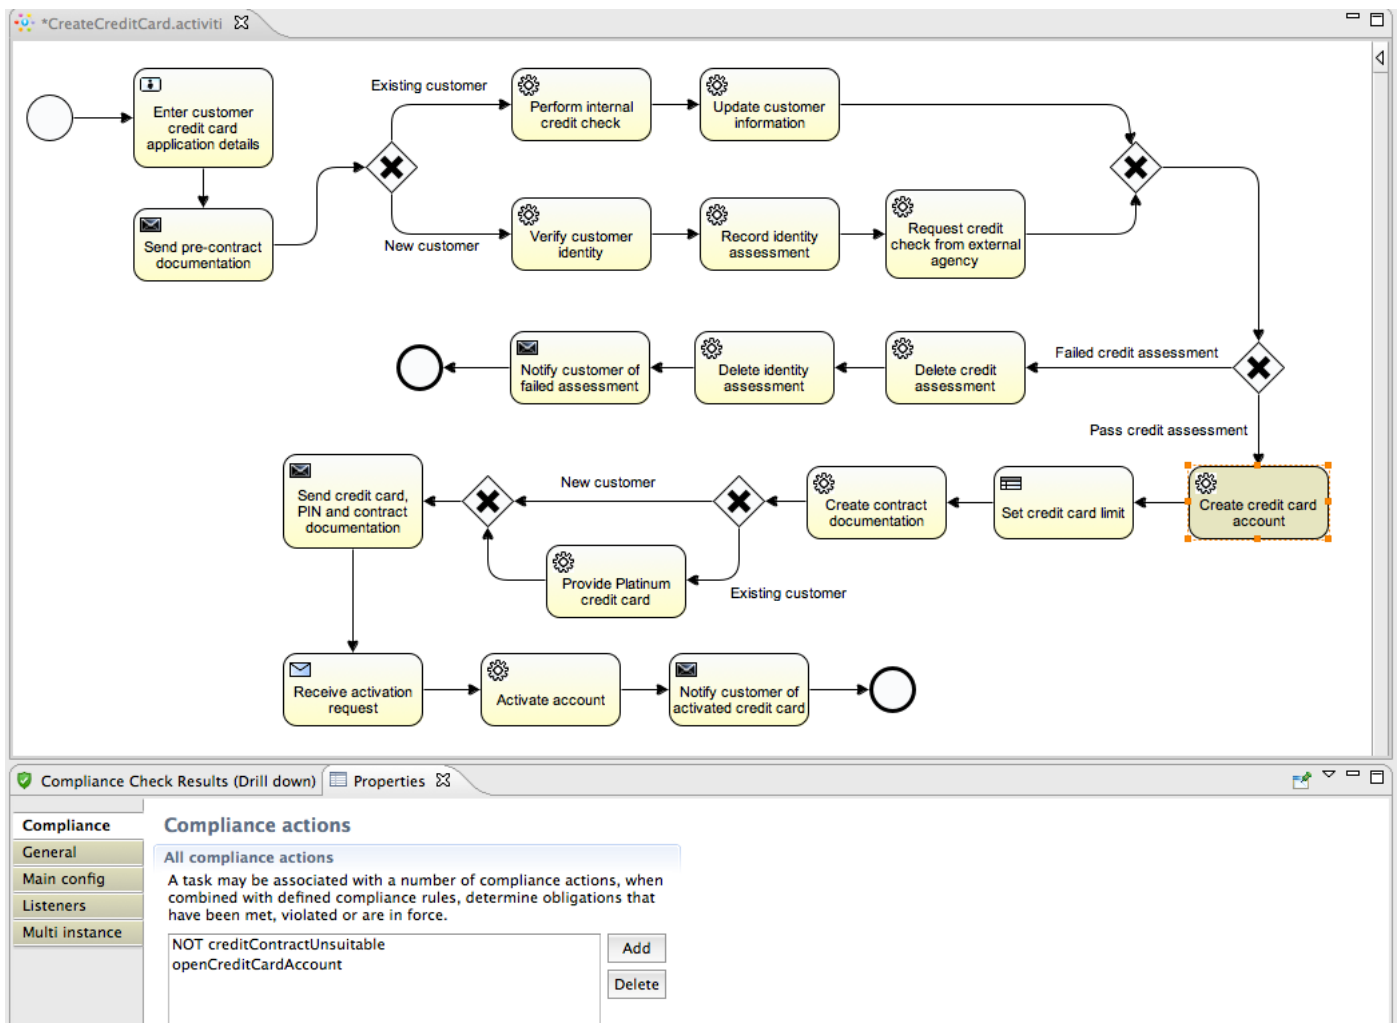 *CreateCreditCard.activiti
Existing customer
Enter customer
credit card
application details
Perform internal
credit check
Update customer
information
Send pre-contract
documentation
New customer
Verify customer
identity
Record identity
assessment
Request credit
check from external
agency
Notify customer of
failed assessment
Delete identity
assessment
Delete credit
assessment
Failed credit assessment
Pass credit assessment
Send credit card,
PIN and contract
documentation
New customer
Create contract
documentation
Set credit card limit
Create credit card
account
Provide Platinum
credit card
Existing customer
Receive activation
request
Activate account
Notify customer of
activated credit card
Compliance Check Results (Drill down)
Properties
Compliance
General
Main config
Listeners
Multi instance
Compliance actions
All compliance actions
A task may be associated with a number of compliance actions, when
combined with defined compliance rules, determine obligations that
have been met, violated or are in force.
NOT creditContractUnsuitable
openCreditCardAccount
Add
Delete